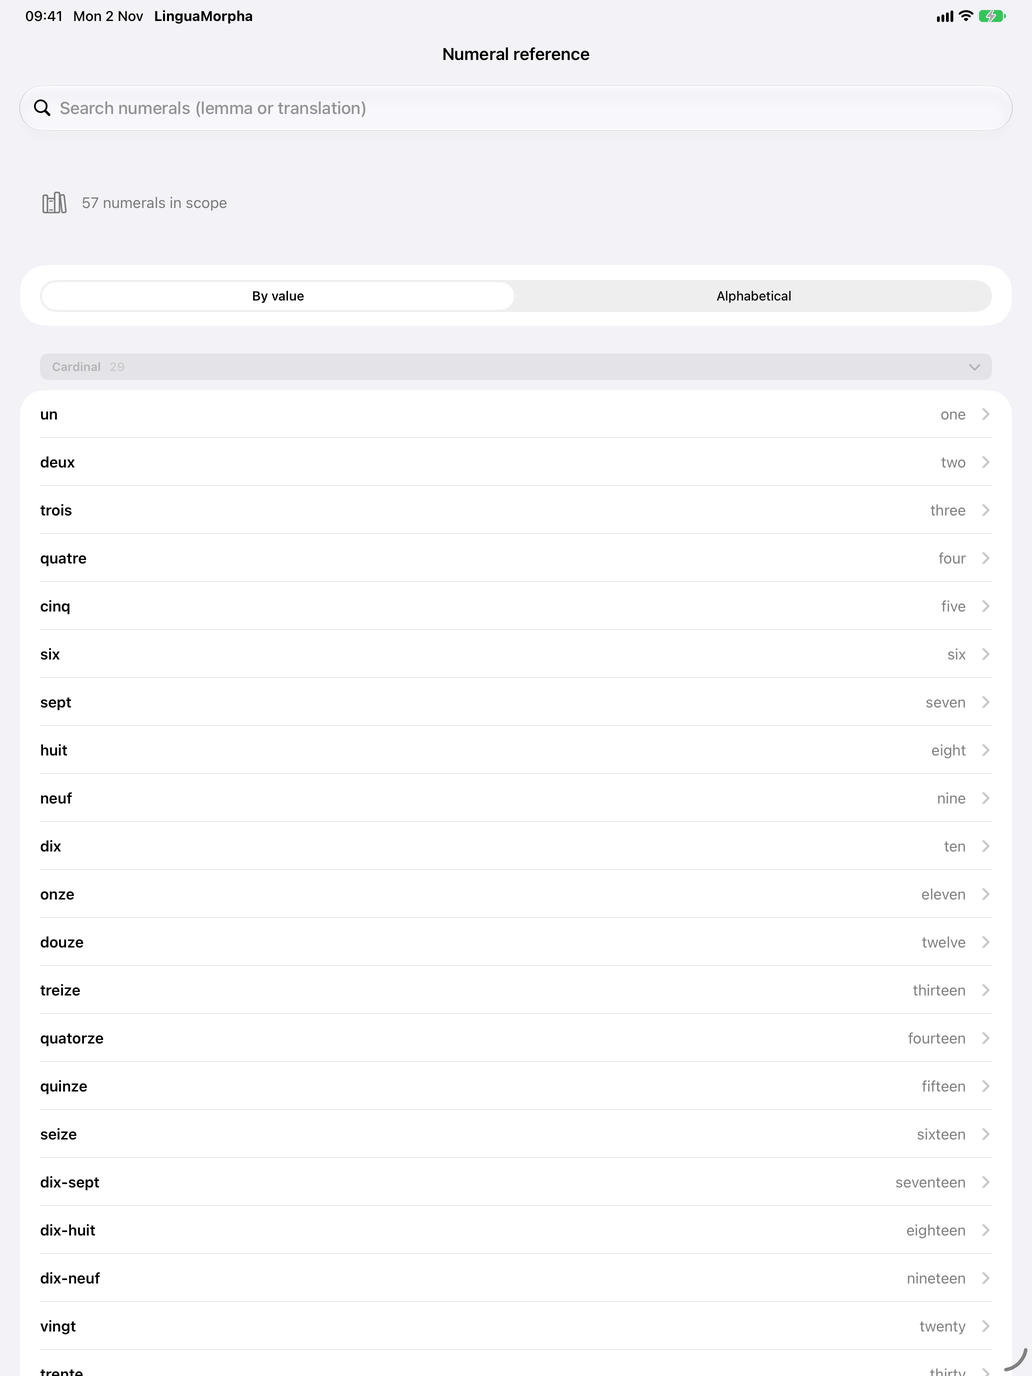 09:41 Mon 2 Nov LinguaMorpha
Numeral reference
Search numerals (lemma or translation)
57 numerals in scope
By value Alphabetical
Cardinal 29
un one
deux two
trois three
quatre four
cinq five
six six
sept seven
huit eight
neuf nine
dix ten
onze eleven
douze twelve
treize thirteen
quatorze fourteen
quinze fifteen
seize sixteen
dix-sept seventeen
dix-huit eighteen
dix-neuf nineteen
vingt twenty
trente thirty